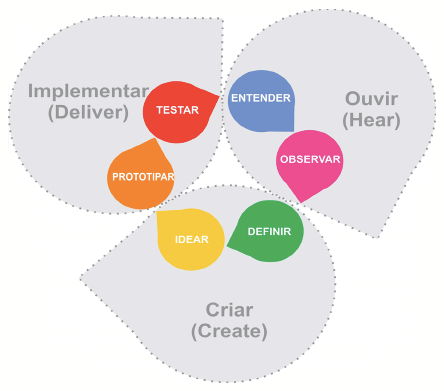 Implementar
(Deliver)
TESTAR
ENTENDER
Ouvir
(Hear)
OBSERVAR
PROTOTIPAR
IDEAR
DEFINIR
Criar
(Create)